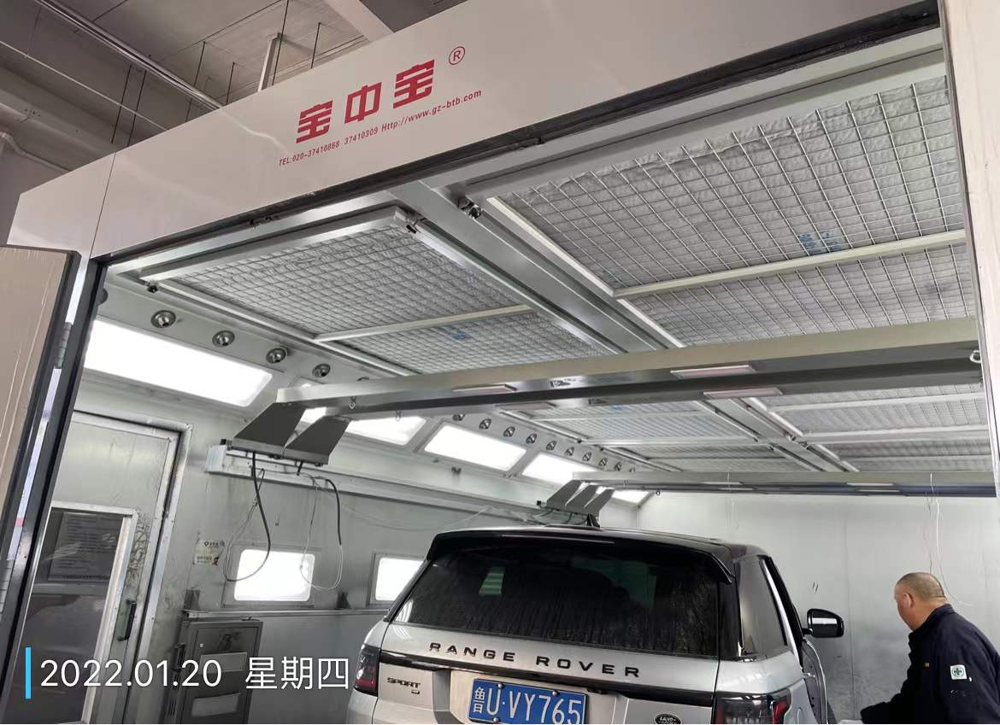 宝中宝®
TEL:020-37410868 37410309 Http://www.gz-btb.com
RANGE ROVER
SPORT
鲁U·VY765
2022.01.20 星期四